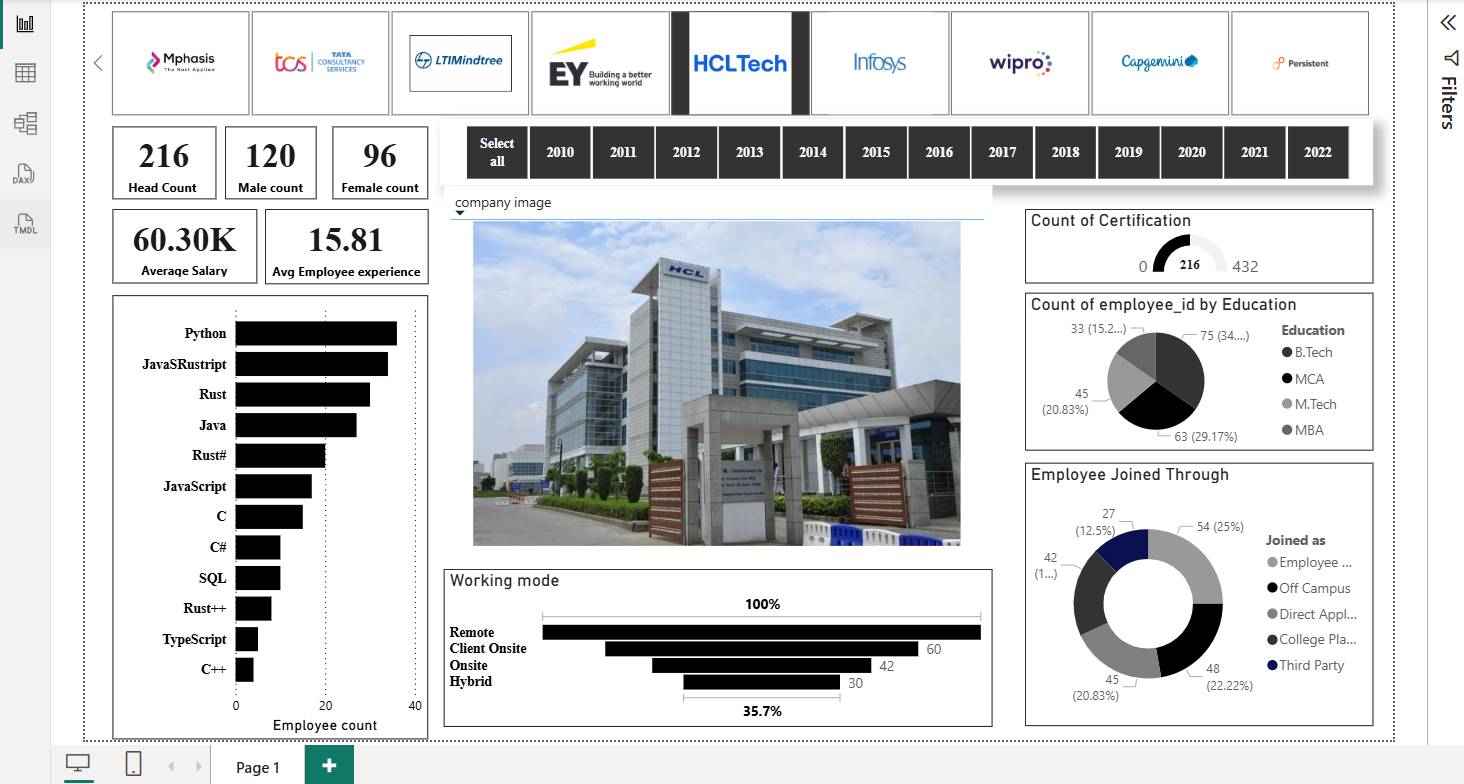 Mphasis
The Next Applied
tcs TATA
CONSULTANCY
SERVICES
LTIMindtree
EY Building a better
working world
HCLTech
Infosys
wipro
Capgemini
Persistent
Filters
DAX
TMDL
216
Head Count
120
Male count
96
Female count
Select
all
2010
2011
2012
2013
2014
2015
2016
2017
2018
2019
2020
2021
2022
60.30K
Average Salary
15.81
Avg Employee experience
company image
HCL
Count of Certification
0
216
432
Count of employee_id by Education
33 (15.2...)
75 (34....)
45
(20.83%)
63 (29.17%)
Education
B.Tech
MCA
M.Tech
MBA
Python
JavaSRustript
Rust
Java
Rust#
JavaScript
C
C#
SQL
Rust++
TypeScript
C++
0
20
40
Employee count
Working mode
100%
Remote
Client Onsite
60
Onsite
42
Hybrid
30
35.7%
Employee Joined Through
27
(12.5%)
54 (25%)
42
(1...)
45
(20.83%)
48
(22.22%)
Joined as
Employee ...
Off Campus
Direct Appl...
College Pla...
Third Party
Page 1